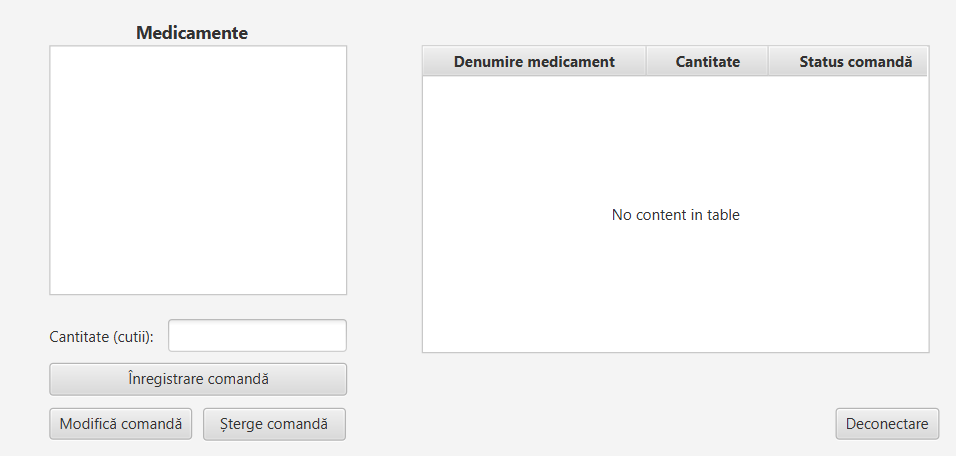 Medicamente
Denumire medicament Cantitate Status comandă
No content in table
Cantitate (cutii):
Înregistrare comandă
Modifică comandă Șterge comandă Deconectare